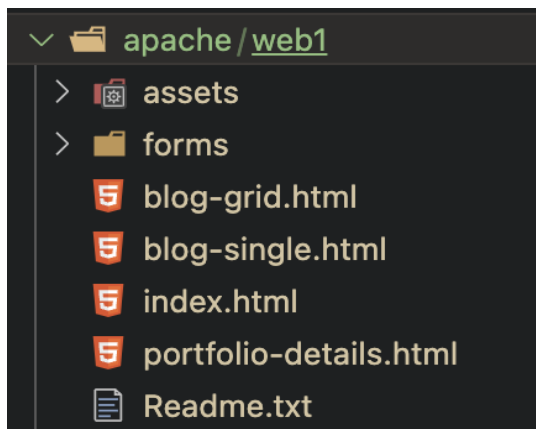 apache/web1
assets
forms
blog-grid.html
blog-single.html
index.html
portfolio-details.html
Readme.txt